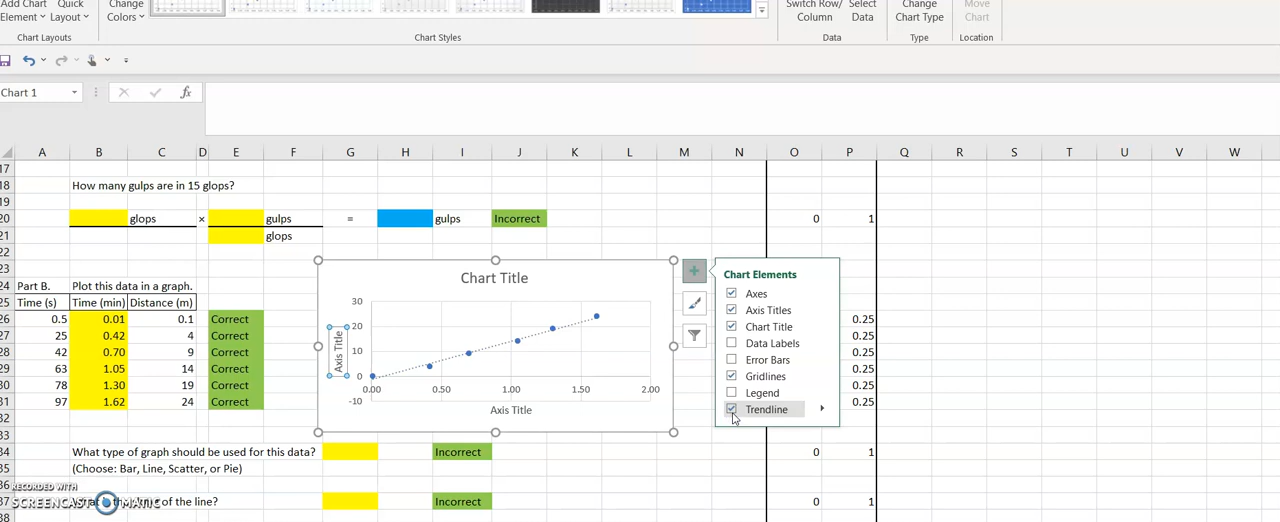 Add Chart Quick Change Switch Row/ Select Change Move
Element Layout Colors Column Data Chart Type Chart
Chart Layouts Chart Styles Data Type Location
Chart 1 fx
A B C D E F G H I J K L M N O P Q R S T U V W
17
18 How many gulps are in 15 glops?
19
20 glops × gulps = gulps Incorrect 0 1
21 glops
22
23
24 Part B. Plot this data in a graph.
25 Time (s) Time (min) Distance (m)
26 0.5 0.01 0.1 Correct 0.25
27 25 0.42 4 Correct 0.25
28 42 0.70 9 Correct 0.25
29 63 1.05 14 Correct 0.25
30 78 1.30 19 Correct 0.25
31 97 1.62 24 Correct 0.25
32
33
34 What type of graph should be used for this data? Incorrect 0 1
35 (Choose: Bar, Line, Scatter, or Pie)
36
37 of the line? Incorrect 0 1
38
Chart Title
30
20
10
0
-10
0.00 0.50 1.00 1.50 2.00
Axis Title
Axis Title
Chart Elements
Axes
Axis Titles
Chart Title
Data Labels
Error Bars
Gridlines
Legend
Trendline
RECORDED WITH
SCREENCAST MATIC